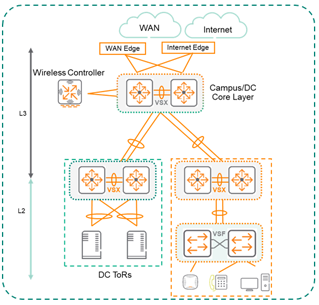 WAN
Internet
WAN Edge
Internet Edge
Wireless Controller
Campus/DC
Core Layer
VSX
L3
VSX
VSX
L2
VSF
DC ToRs